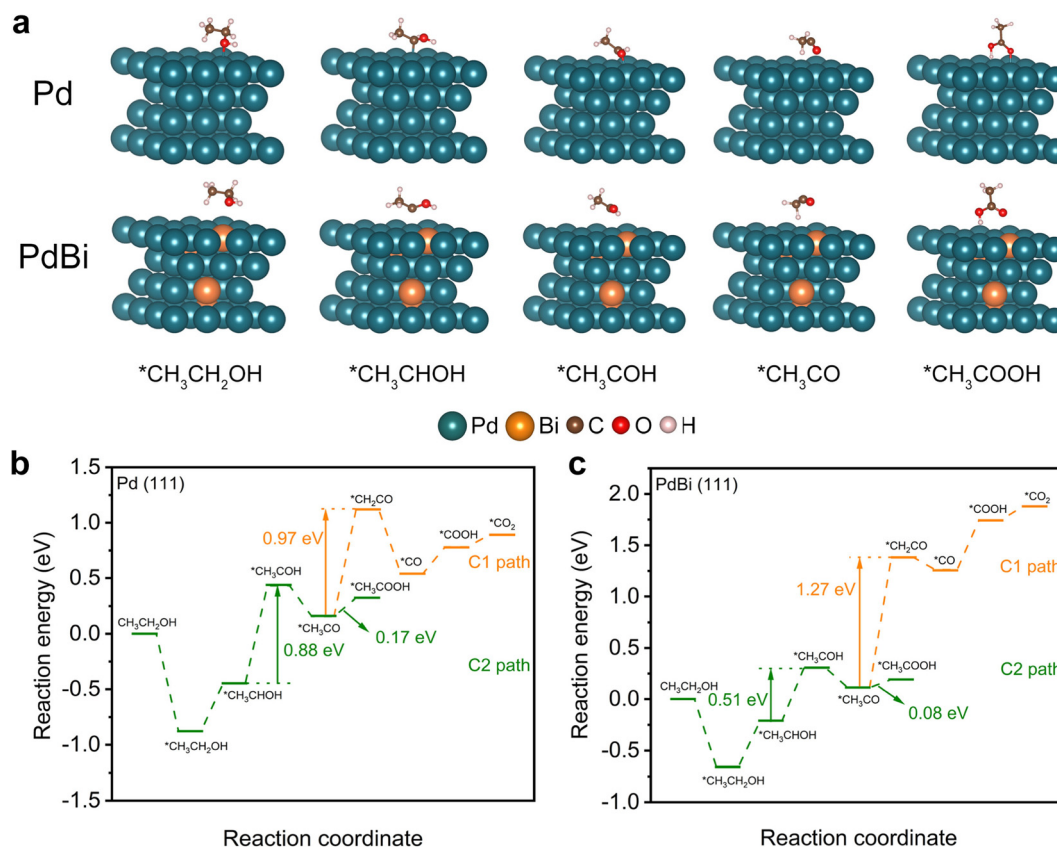 a
Pd
PdBi
*CH₃CH₂OH *CH₃CHOH *CH₃COH *CH₃CO *CH₃COOH
Pd Bi C O H
b
Pd (111)
Reaction energy (eV)
1.5
1.0
0.5
0.0
-0.5
-1.0
-1.5
CH₃CH₂OH
*CH₃CH₂OH
*CH₃CHOH
0.88 eV
*CH₃COH
*CH₃CO
0.97 eV
*CH₂CO
*CO
*COOH
*CO₂
C1 path
*CH₃COOH
0.17 eV
C2 path
Reaction coordinate
c
PdBi (111)
Reaction energy (eV)
2.0
1.5
1.0
0.5
0.0
-0.5
-1.0
CH₃CH₂OH
*CH₃CH₂OH
*CH₃CHOH
0.51 eV
*CH₃COH
*CH₃CO
1.27 eV
*CH₂CO
*CO
*COOH
*CO₂
C1 path
*CH₃COOH
0.08 eV
C2 path
Reaction coordinate